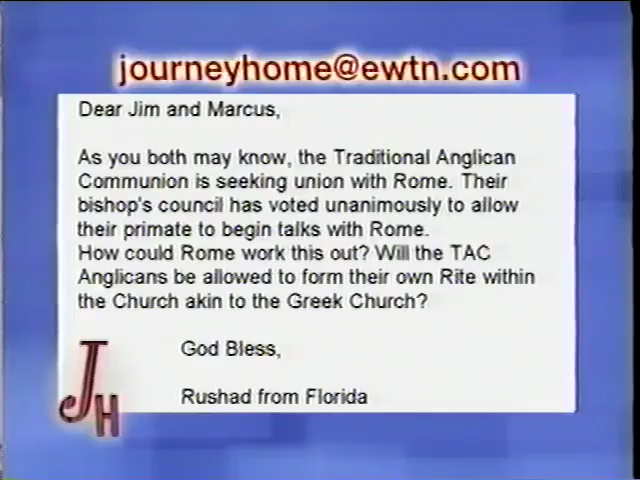 journeyhome@ewtn.com
Dear Jim and Marcus,
As you both may know, the Traditional Anglican
Communion is seeking union with Rome. Their
bishop's council has voted unanimously to allow
their primate to begin talks with Rome.
How could Rome work this out? Will the TAC
Anglicans be allowed to form their own Rite within
the Church akin to the Greek Church?
God Bless,
Rushad from Florida
JH